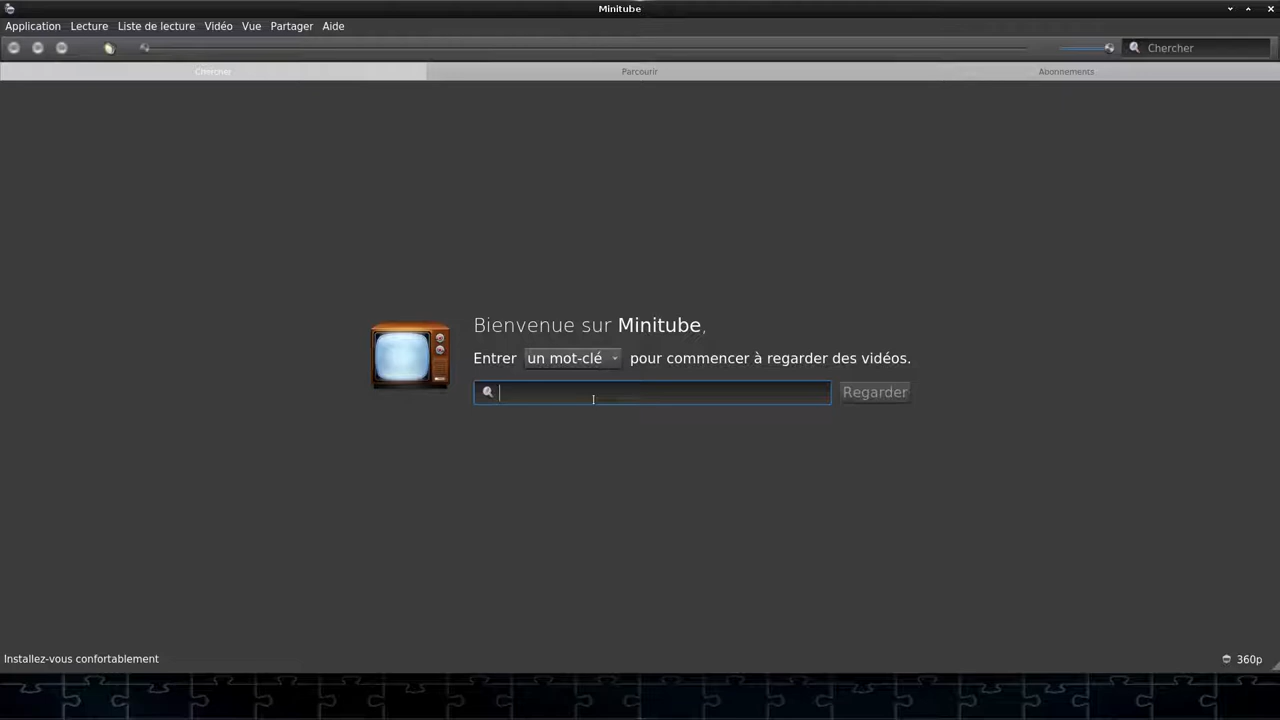 Minitube
Application Lecture Liste de lecture Vidéo Vue Partager Aide
Chercher
Chercher Parcourir Abonnements
Bienvenue sur Minitube,
Entrer un mot-clé pour commencer à regarder des vidéos.
Regarder
Installez-vous confortablement 360p